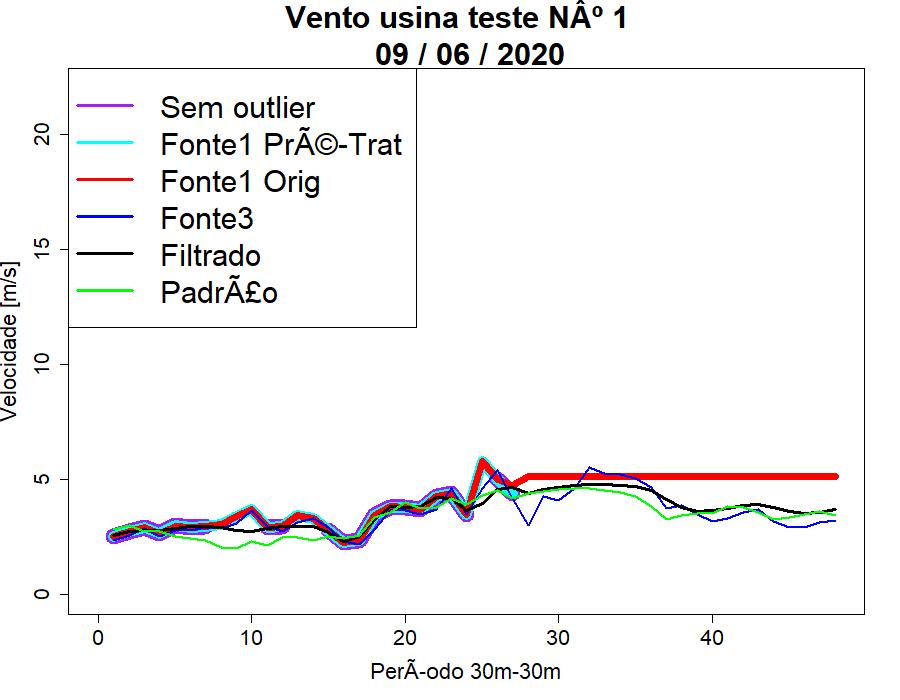 Vento usina teste NÂº 1
09 / 06 / 2020
Sem outlier
Fonte1 PrÃ©-Trat
Fonte1 Orig
Fonte3
Filtrado
PadrÃ£o
Velocidade [m/s]
20
15
10
5
0
0 10 20 30 40
PerÃ-odo 30m-30m